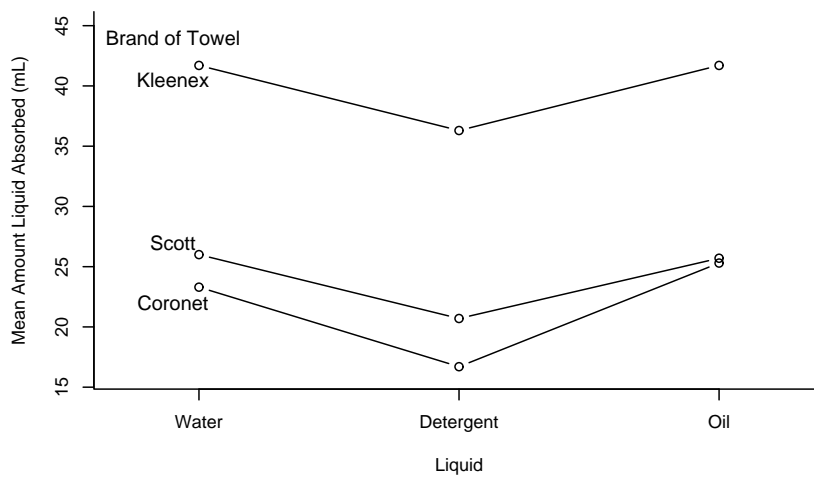 Brand of Towel
Kleenex
Scott
Coronet
Mean Amount Liquid Absorbed (mL)
45
40
35
30
25
20
15
Water Detergent Oil
Liquid